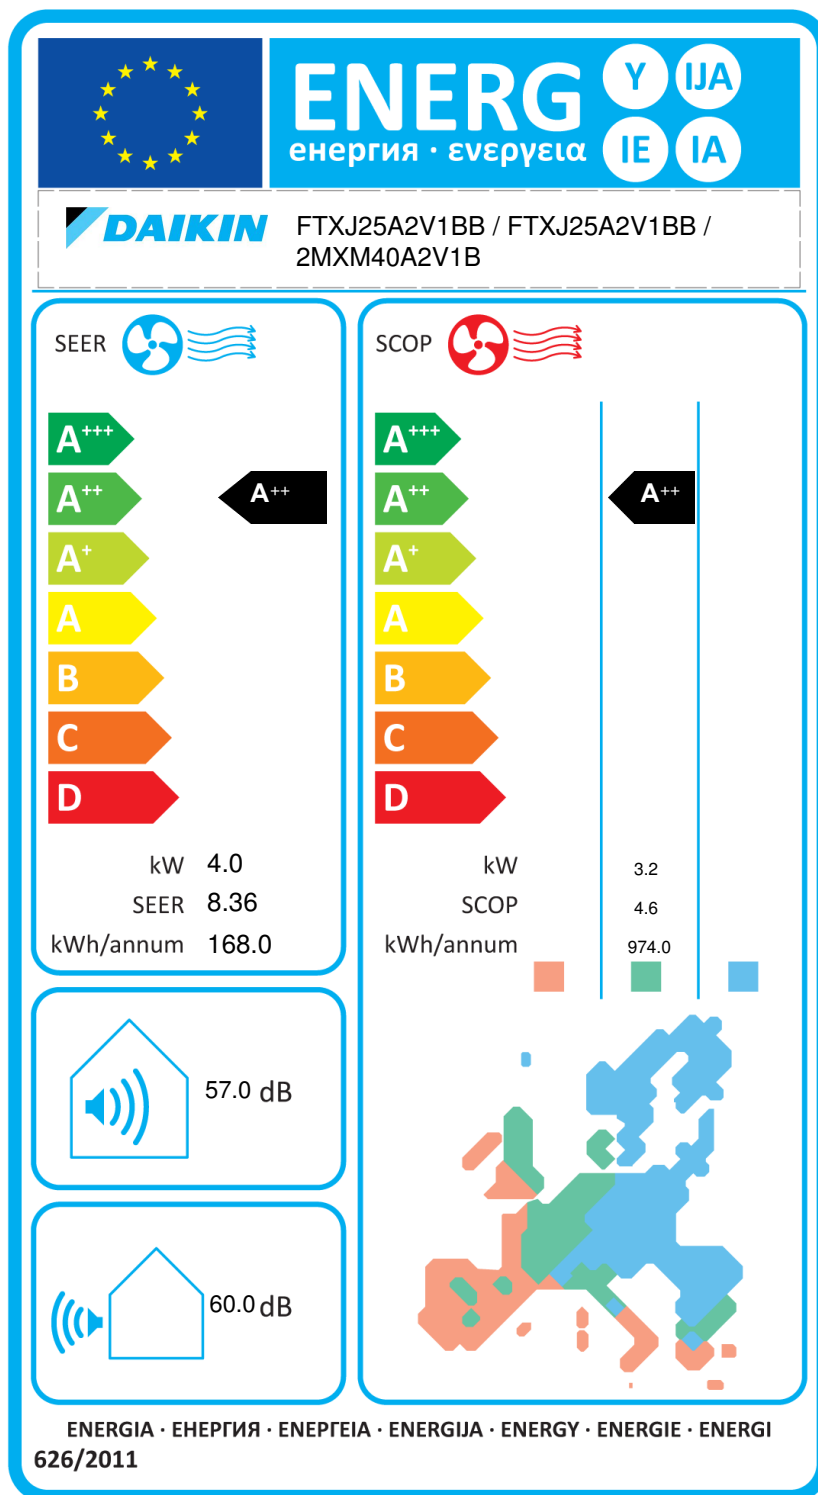 ENERG
енергия · ενεργεια
Y
IJA
IE
IA
DAIKIN
FTXJ25A2V1BB / FTXJ25A2V1BB /
2MXM40A2V1B
SEER
A+++
A++
A++
A+
A
B
C
D
kW 4.0
SEER 8.36
kWh/annum 168.0
SCOP
A+++
A++
A++
A+
A
B
C
D
kW 3.2
SCOP 4.6
kWh/annum 974.0
57.0 dB
60.0 dB
ENERGIA · ЕНЕРГИЯ · ΕΝΕΡΓΕΙΑ · ENERGIJA · ENERGY · ENERGIE · ENERGI
626/2011